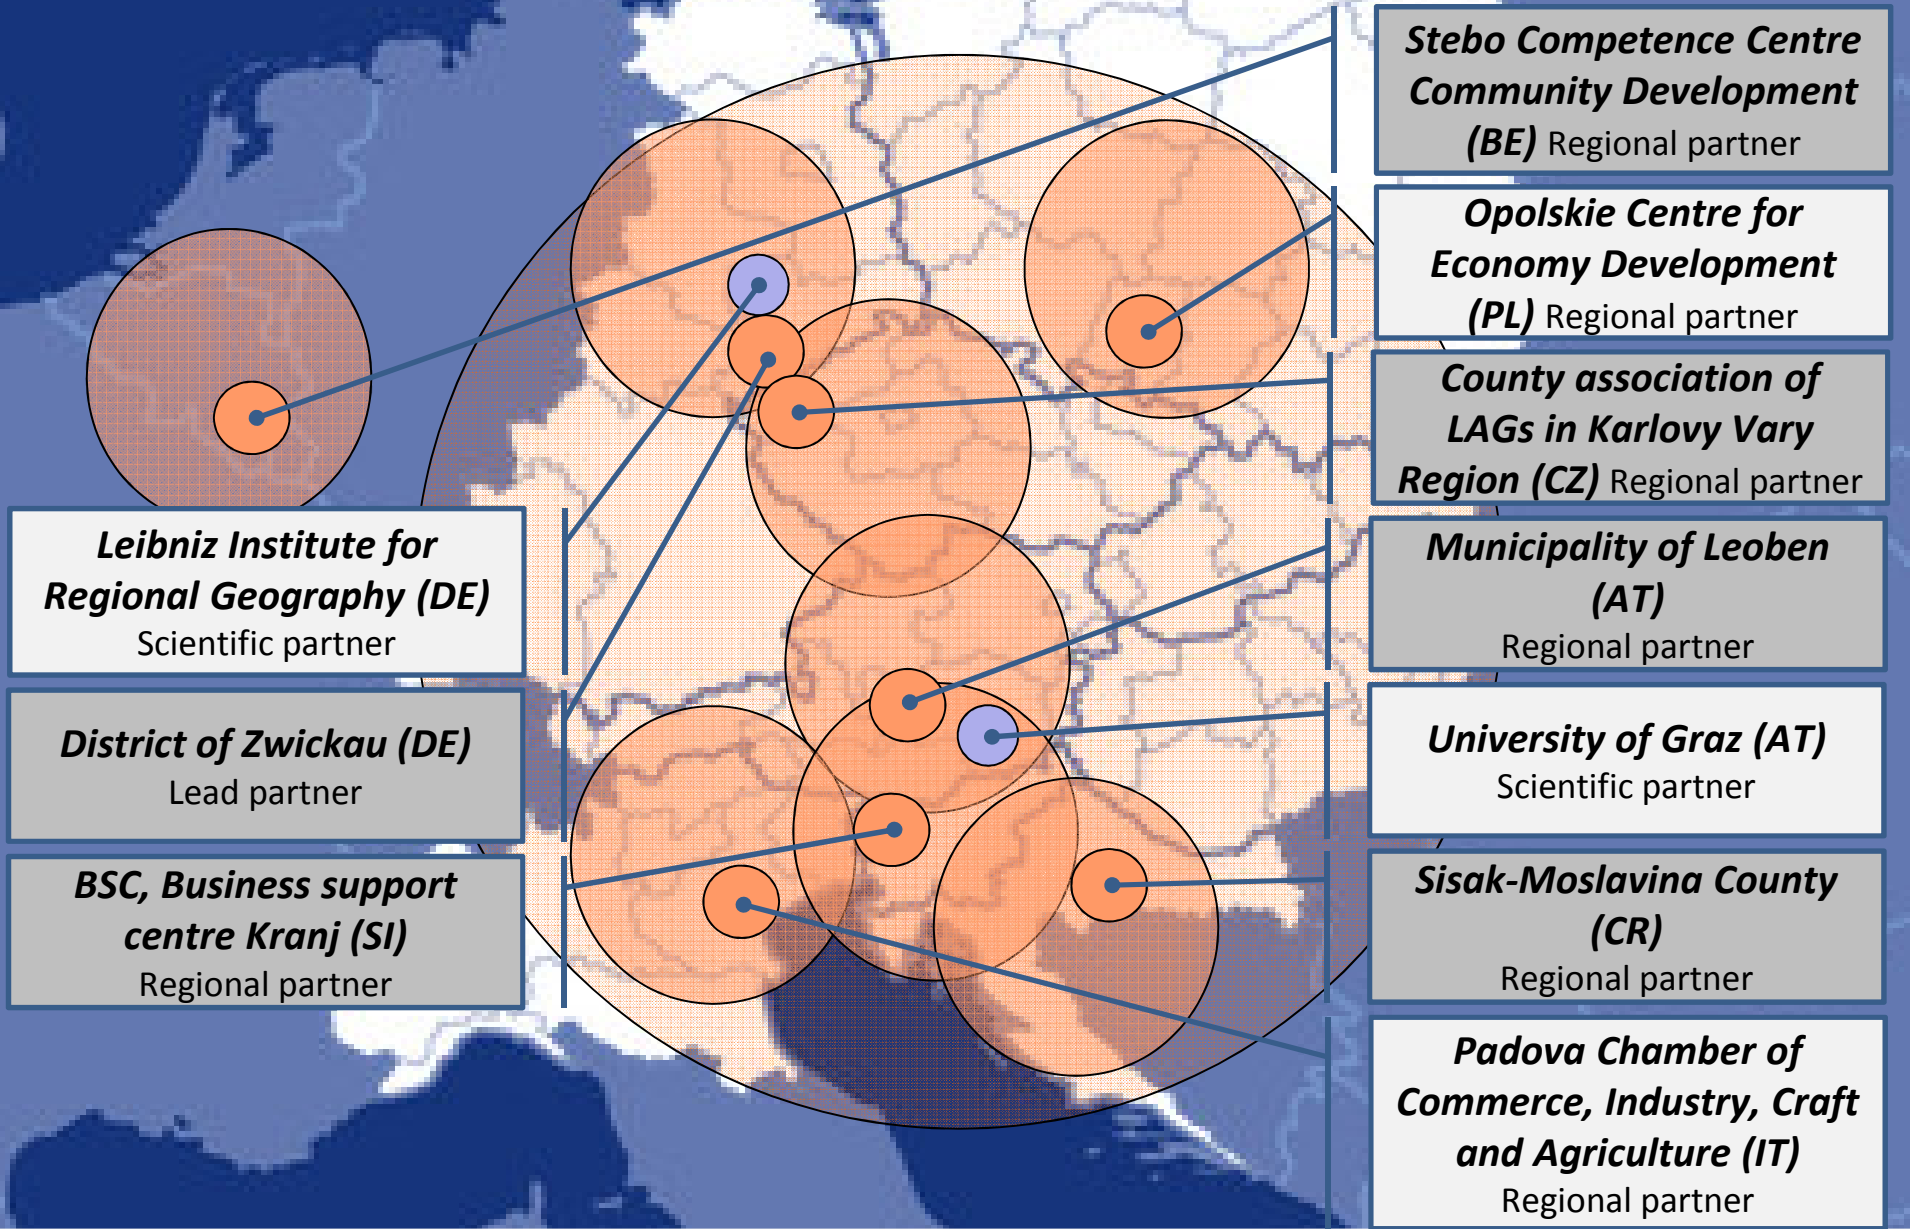 Stebo Competence Centre
Community Development
(BE) Regional partner
Opolskie Centre for
Economy Development
(PL) Regional partner
County association of
LAGs in Karlovy Vary
Region (CZ) Regional partner
Municipality of Leoben
(AT)
Regional partner
University of Graz (AT)
Scientific partner
Sisak-Moslavina County
(CR)
Regional partner
Padova Chamber of
Commerce, Industry, Craft
and Agriculture (IT)
Regional partner
Leibniz Institute for
Regional Geography (DE)
Scientific partner
District of Zwickau (DE)
Lead partner
BSC, Business support
centre Kranj (SI)
Regional partner